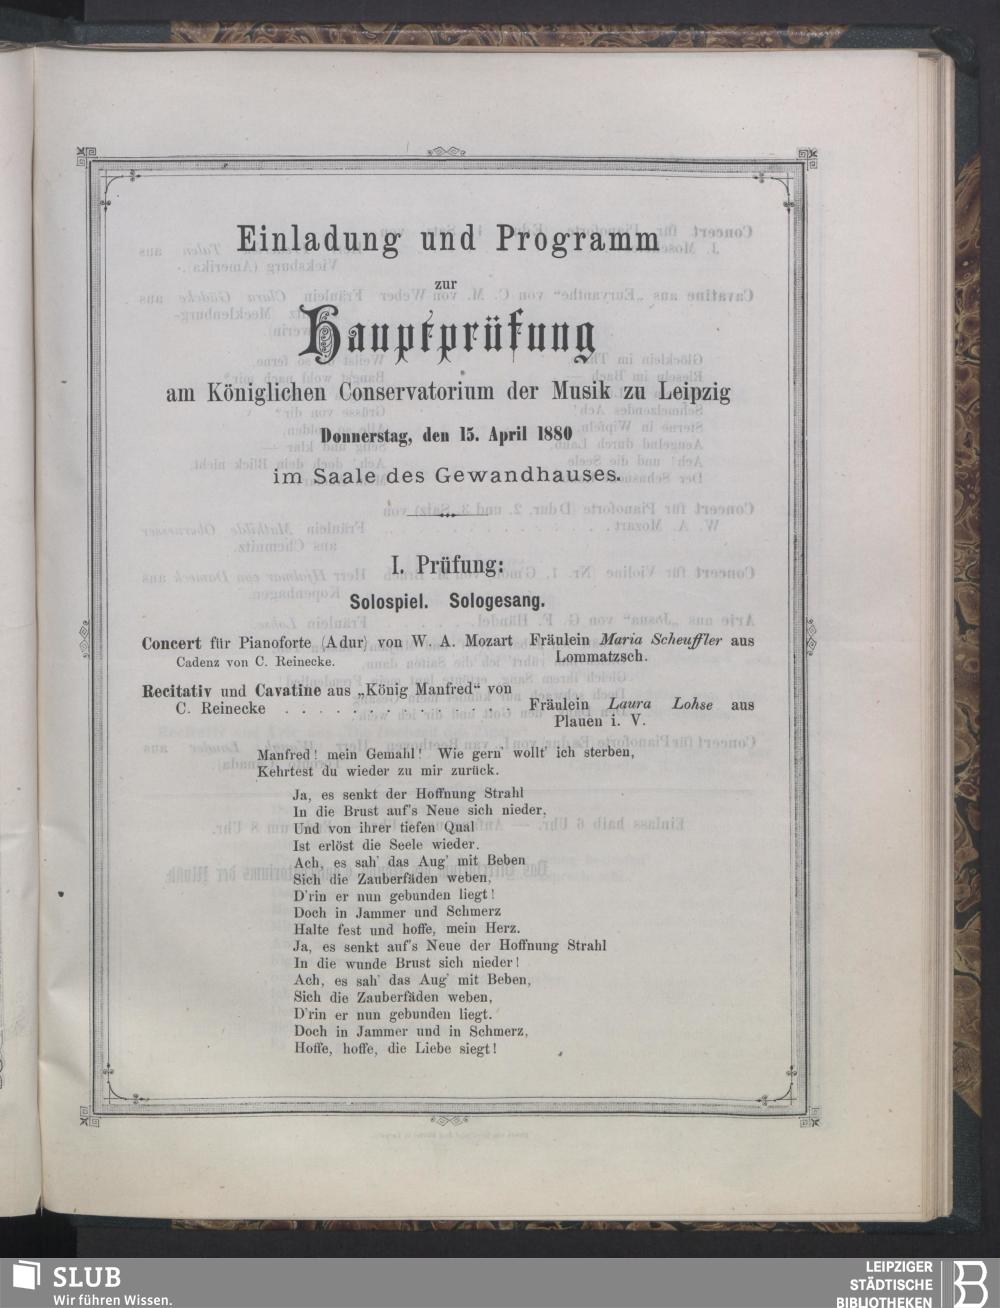 Einladung und Programm
zur
Hauptprüfung
am Königlichen Conservatorium der Musik zu Leipzig
Donnerstag, den 15. April 1880
im Saale des Gewandhauses.
I. Prüfung:
Solospiel. Sologesang.
Concert für Pianoforte (Adur) von W. A. Mozart Fräulein Maria Scheuffler aus
Cadenz von C. Reinecke. Lommatzsch.
Recitativ und Cavatine aus „König Manfred“ von
C. Reinecke . . . . . . . . . . . . . . Fräulein Laura Lohse aus
Plauen i. V.
Manfred! mein Gemahl! Wie gern' wollt' ich sterben,
Kehrtest du wieder zu mir zurück.
Ja, es senkt der Hoffnung Strahl
In die Brust auf's Neue sich nieder,
Und von ihrer tiefen Qual
Ist erlöst die Seele wieder.
Ach, es sah' das Aug' mit Beben
Sich die Zauberfäden weben,
D'rin er nun gebunden liegt!
Doch in Jammer und Schmerz
Halte fest und hoffe, mein Herz.
Ja, es senkt auf's Neue der Hoffnung Strahl
In die wunde Brust sich nieder!
Ach, es sah' das Aug' mit Beben,
Sich die Zauberfäden weben,
D'rin er nun gebunden liegt.
Doch in Jammer und in Schmerz,
Hoffe, hoffe, die Liebe siegt!
SLUB
Wir führen Wissen.
LEIPZIGER
STÄDTISCHE
BIBLIOTHEKEN